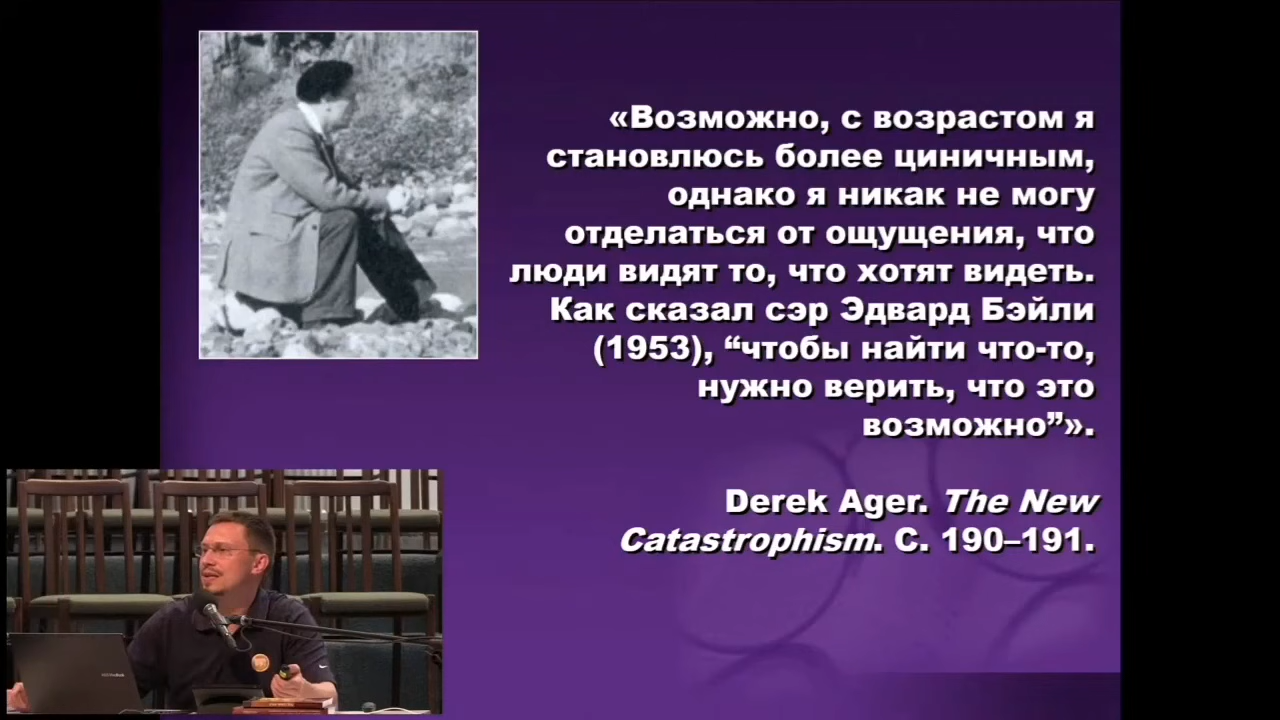 «Возможно, с возрастом я
становлюсь более циничным,
однако я никак не могу
отделаться от ощущения, что
люди видят то, что хотят видеть.
Как сказал сэр Эдвард Бэйли
(1953), “чтобы найти что-то,
нужно верить, что это
возможно”».
Derek Ager. The New
Catastrophism. С. 190–191.